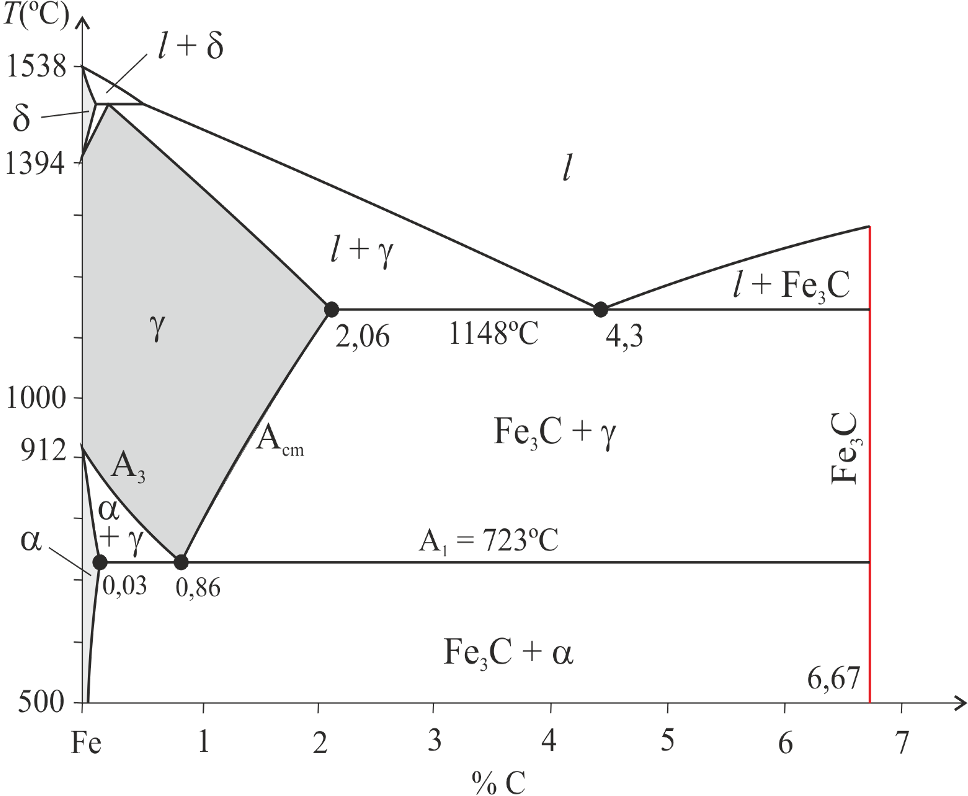 T(ºC)
l + δ
1538
δ
1394
l
l + γ
l + Fe₃C
γ
2,06
1148ºC
4,3
1000
912
A₃
Acm
Fe₃C + γ
Fe₃C
α
+ γ
α
A₁ = 723ºC
0,03
0,86
Fe₃C + α
6,67
500
Fe 1 2 3 4 5 6 7
% C